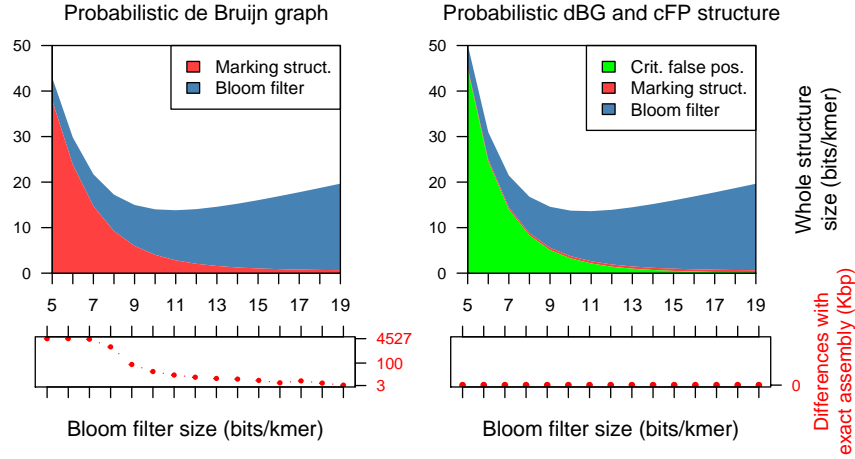 Probabilistic de Bruijn graph
Probabilistic dBG and cFP structure
50
40
30
20
10
0
Marking struct.
Bloom filter
5 7 9 11 13 15 17 19
50
40
30
20
10
0
Crit. false pos.
Marking struct.
Bloom filter
5 7 9 11 13 15 17 19
Whole structure
size (bits/kmer)
4527
100
3
0
Differences with
exact assembly (Kbp)
Bloom filter size (bits/kmer)
Bloom filter size (bits/kmer)